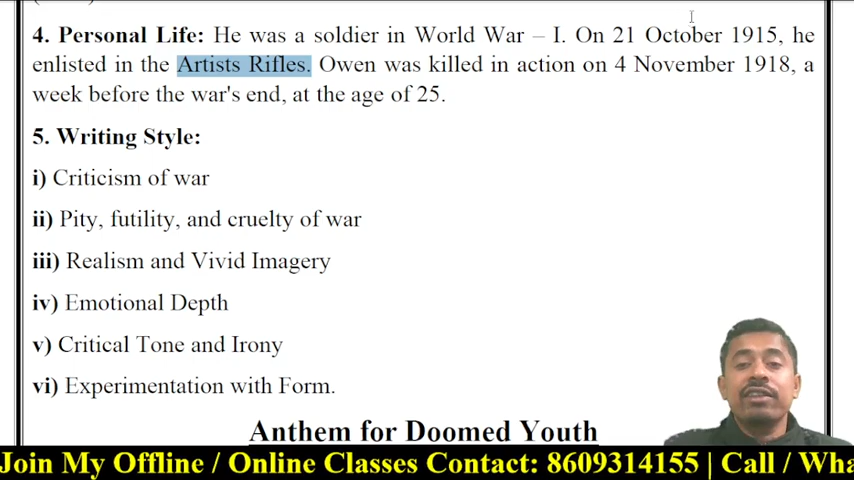 4. Personal Life: He was a soldier in World War – I. On 21 October 1915, he
enlisted in the Artists Rifles. Owen was killed in action on 4 November 1918, a
week before the war's end, at the age of 25.
5. Writing Style:
i) Criticism of war
ii) Pity, futility, and cruelty of war
iii) Realism and Vivid Imagery
iv) Emotional Depth
v) Critical Tone and Irony
vi) Experimentation with Form.
Anthem for Doomed Youth
Join My Offline / Online Classes Contact: 8609314155 | Call / Wha